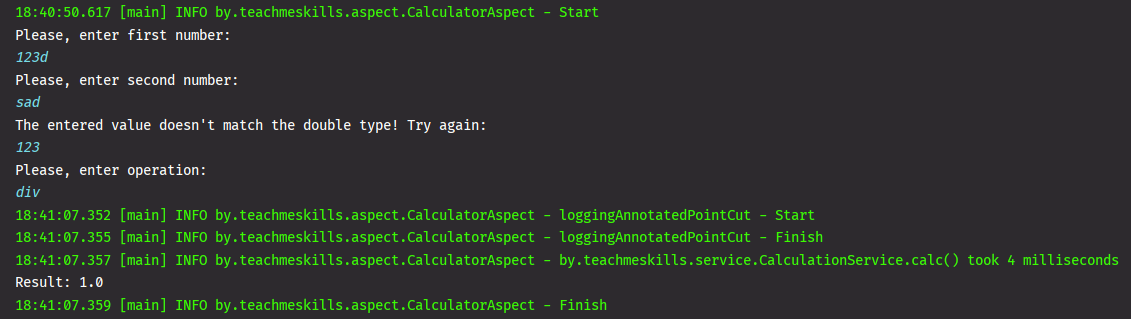 18:40:50.617 [main] INFO by.teachmeskills.aspect.CalculatorAspect - Start
Please, enter first number:
123d
Please, enter second number:
sad
The entered value doesn't match the double type! Try again:
123
Please, enter operation:
div
18:41:07.352 [main] INFO by.teachmeskills.aspect.CalculatorAspect - loggingAnnotatedPointCut - Start
18:41:07.355 [main] INFO by.teachmeskills.aspect.CalculatorAspect - loggingAnnotatedPointCut - Finish
18:41:07.357 [main] INFO by.teachmeskills.aspect.CalculatorAspect - by.teachmeskills.service.CalculationService.calc() took 4 milliseconds
Result: 1.0
18:41:07.359 [main] INFO by.teachmeskills.aspect.CalculatorAspect - Finish